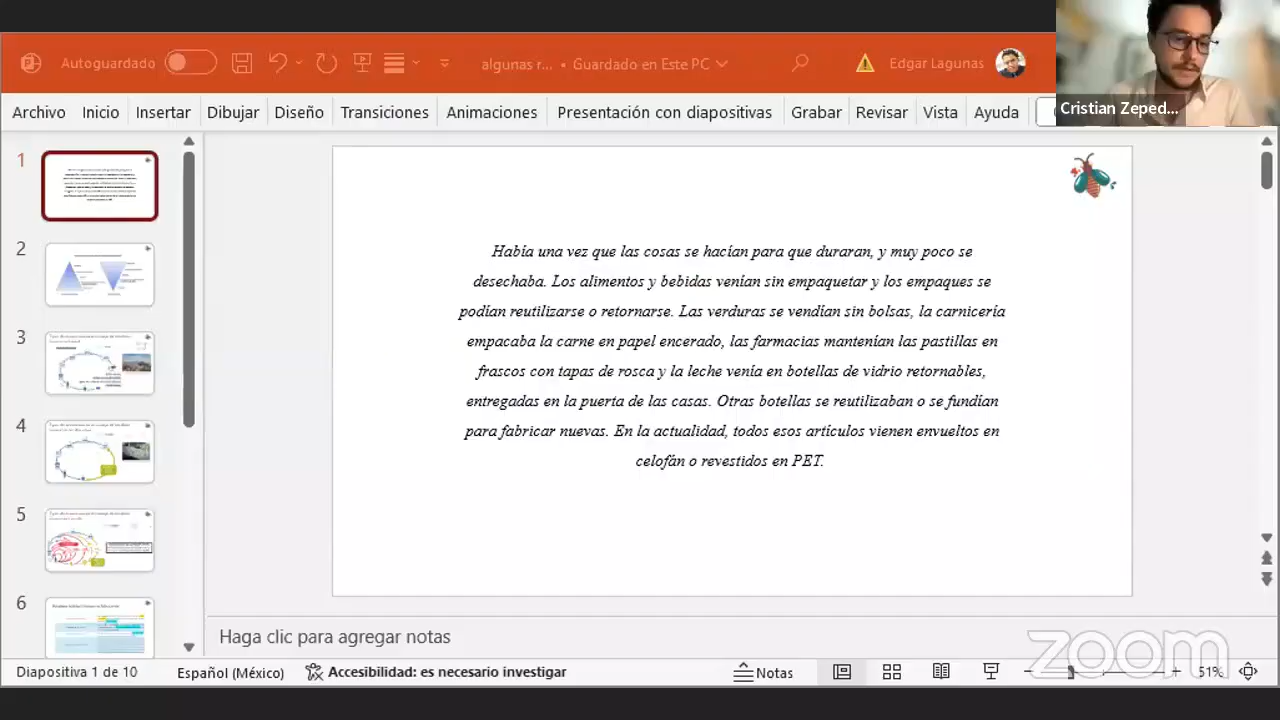 Autoguardado
algunas r... • Guardado en Este PC
Edgar Lagunas
Cristian Zeped...
Archivo Inicio Insertar Dibujar Diseño Transiciones Animaciones Presentación con diapositivas Grabar Revisar Vista Ayuda
1
2
3
4
5
6
Había una vez que las cosas se hacían para que duraran, y muy poco se
desechaba. Los alimentos y bebidas venían sin empaquetar y los empaques se
podían reutilizarse o retornarse. Las verduras se vendían sin bolsas, la carnicería
empacaba la carne en papel encerado, las farmacias mantenían las pastillas en
frascos con tapas de rosca y la leche venía en botellas de vidrio retornables,
entregadas en la puerta de las casas. Otras botellas se reutilizaban o se fundían
para fabricar nuevas. En la actualidad, todos esos artículos vienen envueltos en
celofán o revestidos en PET.
Haga clic para agregar notas
zoom
Diapositiva 1 de 10 Español (México) Accesibilidad: es necesario investigar Notas 51%